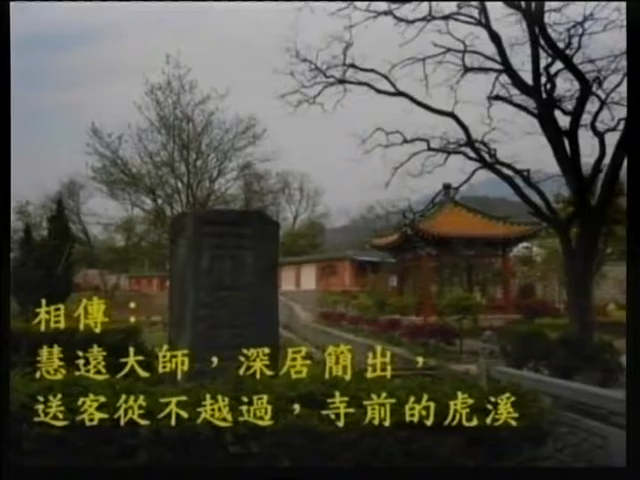 相傳：
慧遠大師，深居簡出，
送客從不越過，寺前的虎溪